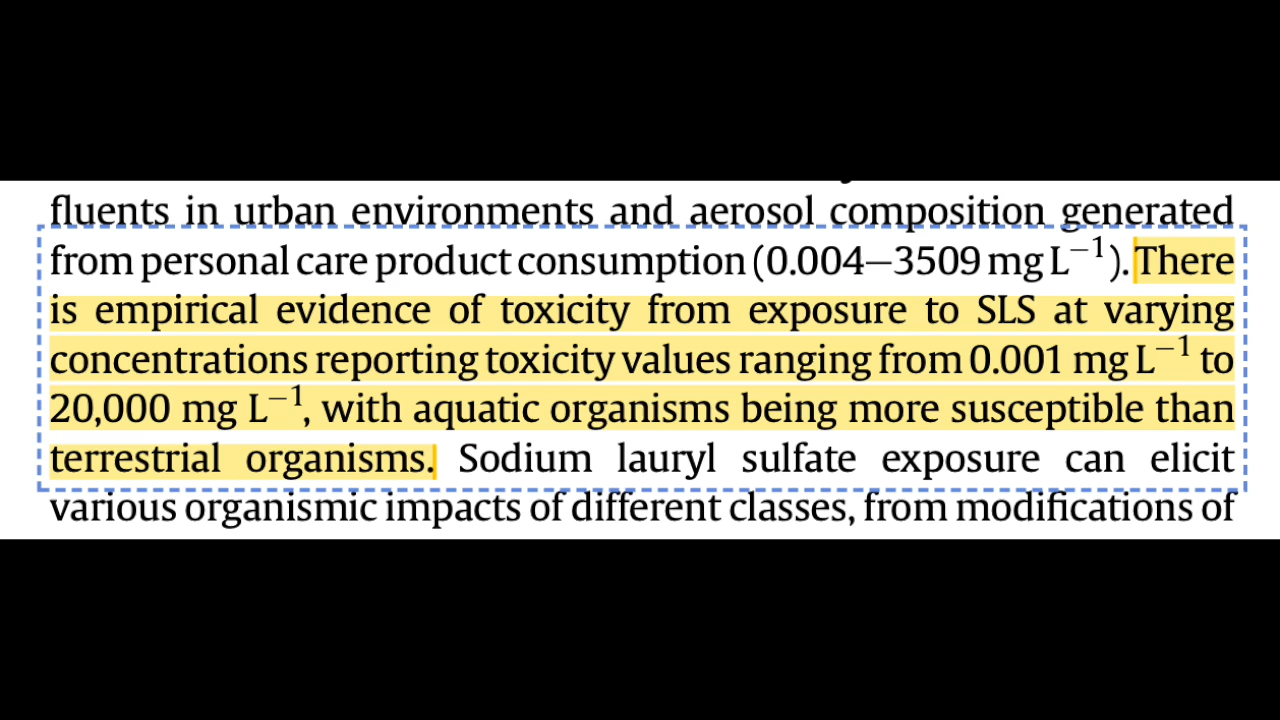 fluents in urban environments and aerosol composition generated
from personal care product consumption (0.004–3509 mg L⁻¹). There
is empirical evidence of toxicity from exposure to SLS at varying
concentrations reporting toxicity values ranging from 0.001 mg L⁻¹ to
20,000 mg L⁻¹, with aquatic organisms being more susceptible than
terrestrial organisms. Sodium lauryl sulfate exposure can elicit
various organismic impacts of different classes, from modifications of